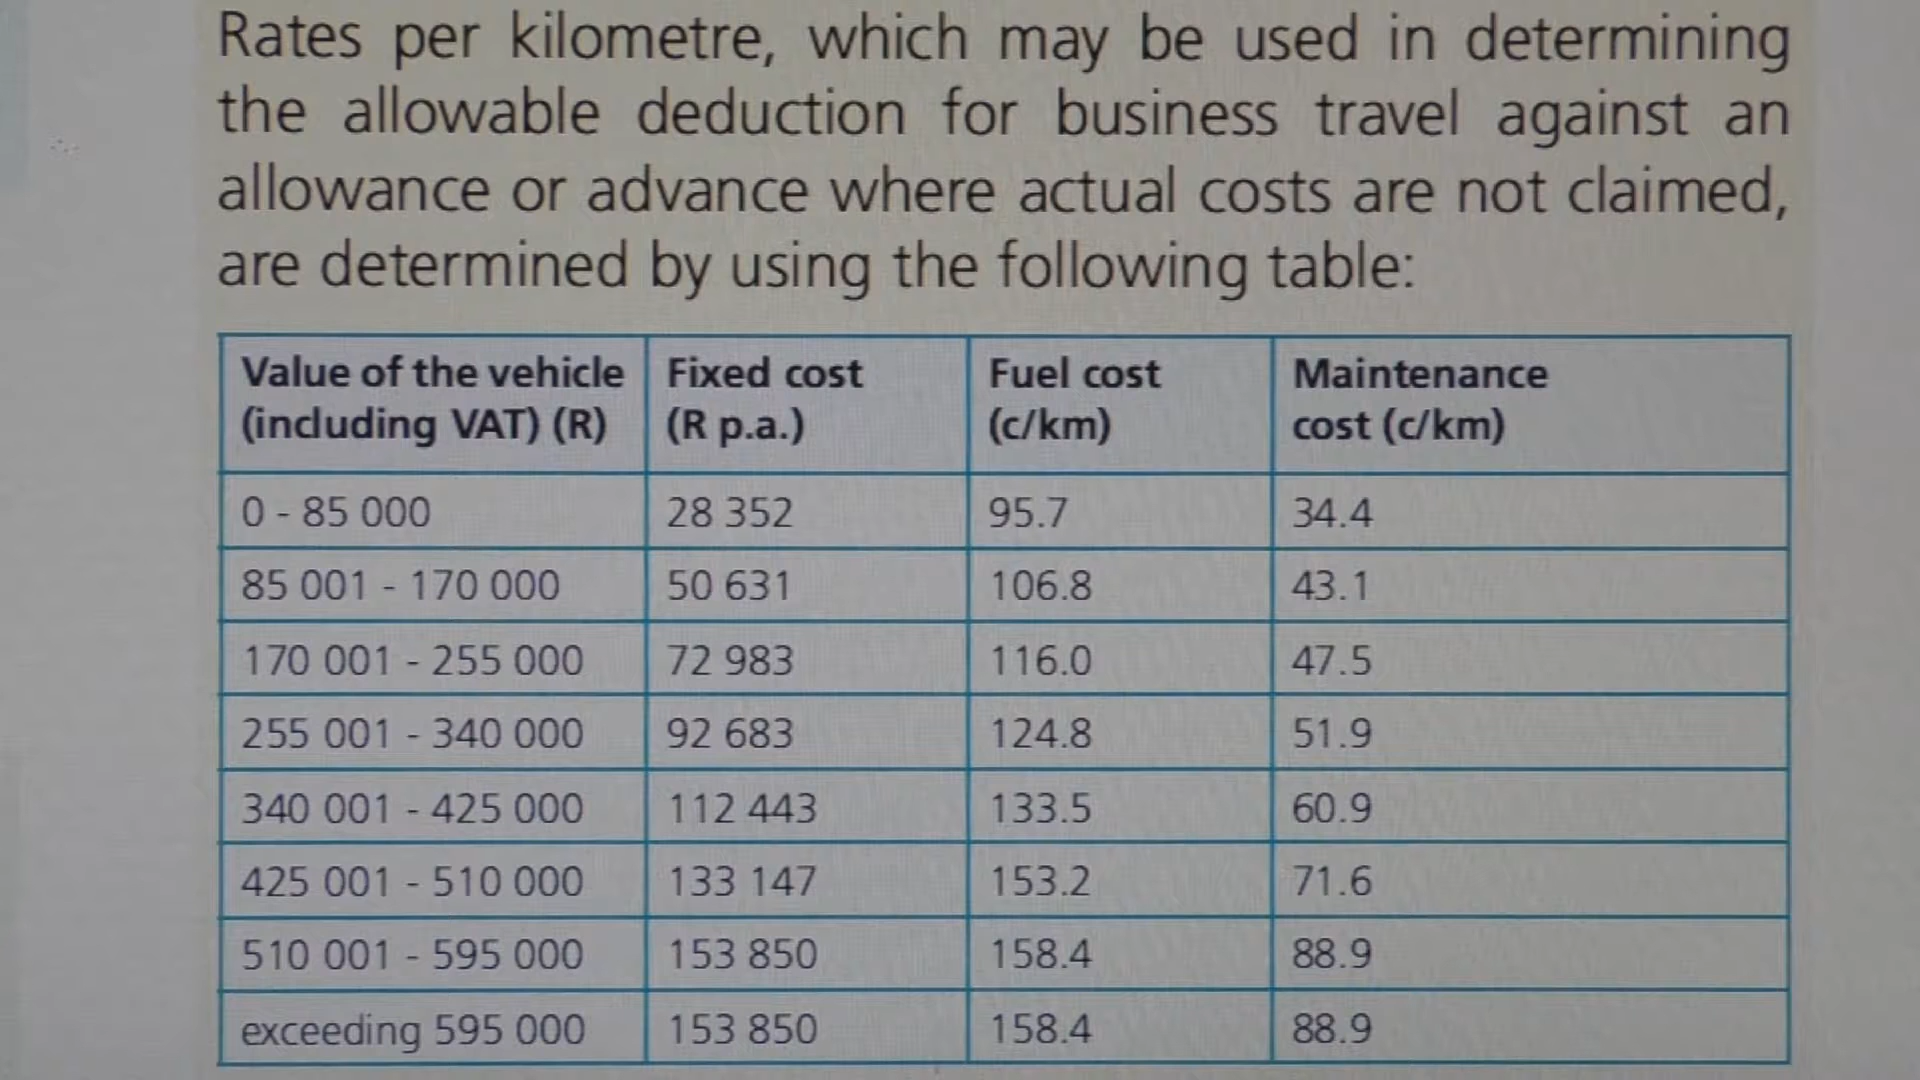 Rates per kilometre, which may be used in determining
the allowable deduction for business travel against an
allowance or advance where actual costs are not claimed,
are determined by using the following table:
Value of the vehicle (including VAT) (R) Fixed cost (R p.a.) Fuel cost (c/km) Maintenance cost (c/km)
0 - 85 000 28 352 95.7 34.4
85 001 - 170 000 50 631 106.8 43.1
170 001 - 255 000 72 983 116.0 47.5
255 001 - 340 000 92 683 124.8 51.9
340 001 - 425 000 112 443 133.5 60.9
425 001 - 510 000 133 147 153.2 71.6
510 001 - 595 000 153 850 158.4 88.9
exceeding 595 000 153 850 158.4 88.9